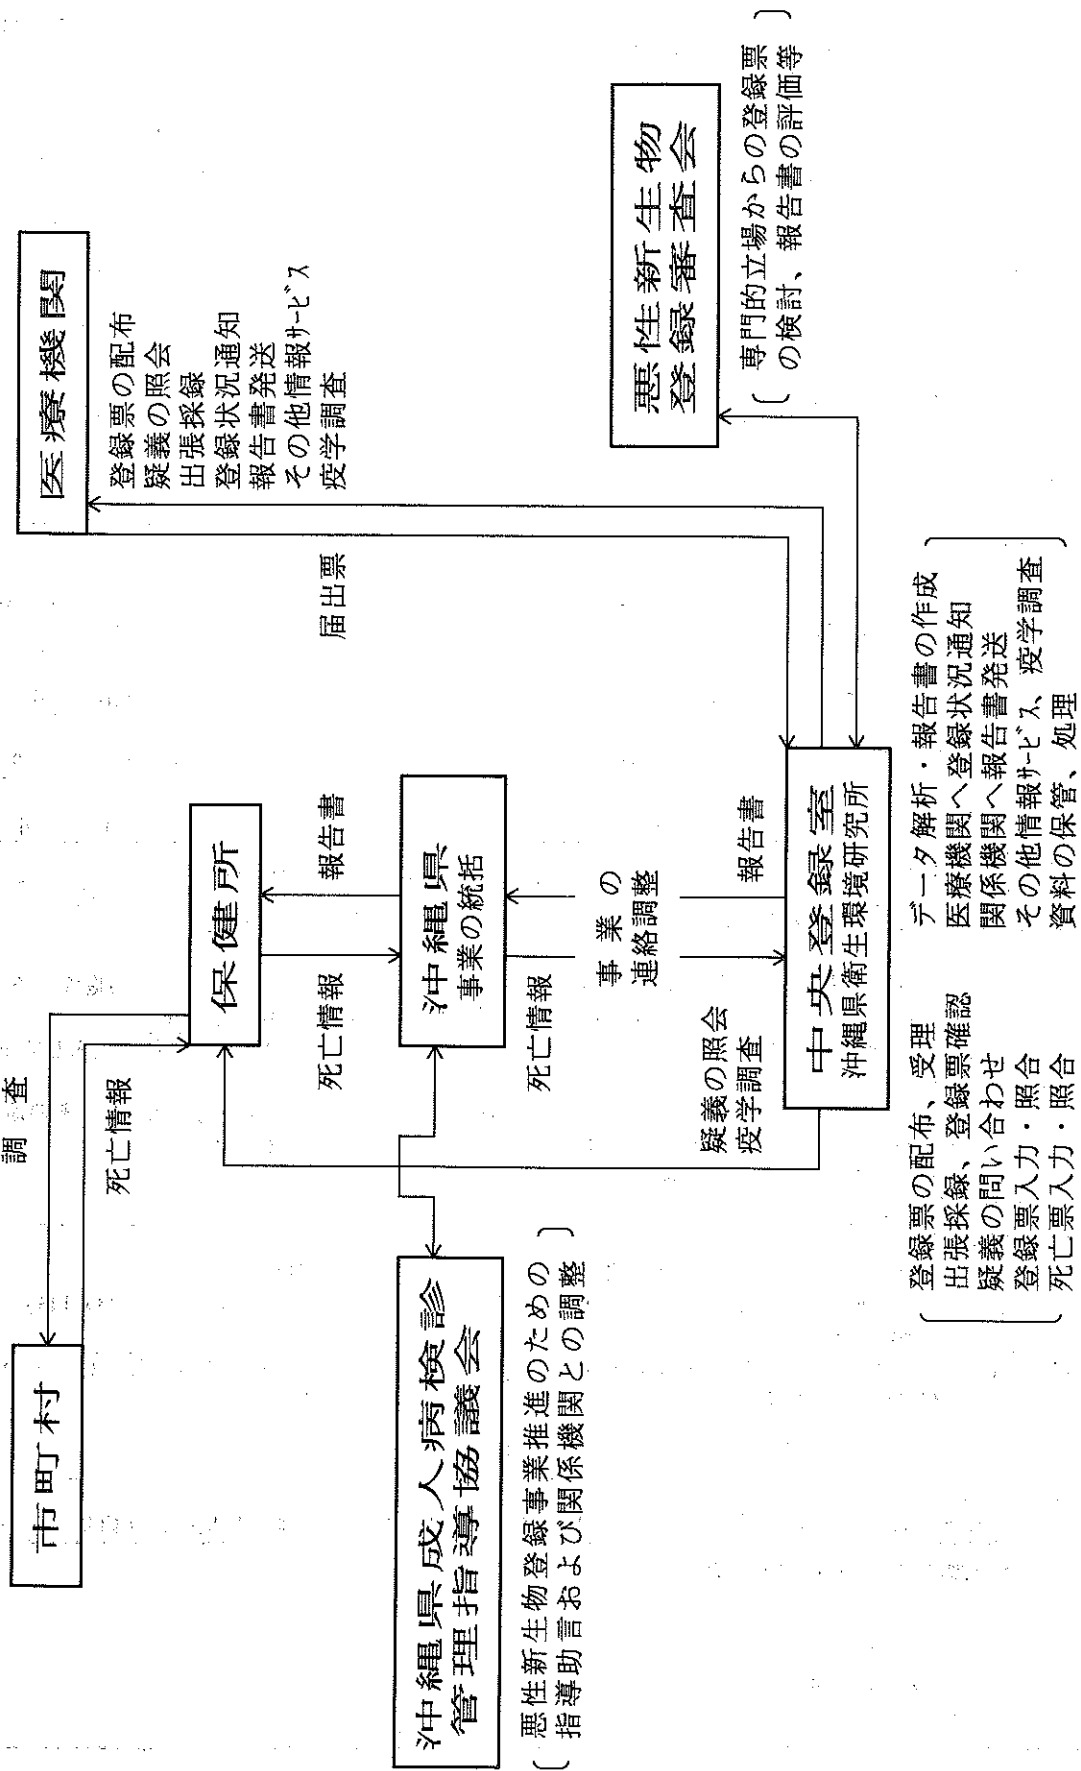 市町村
調　査
死亡情報
保健所
医療機関
登録票の配布
疑義の照会
出張採録
登録状況通知
報告書発送
その他情報ｻｰﾋﾞｽ
疫学調査
届出票
死亡情報
報告書
沖縄県成人病検診
管理指導協議会
悪性新生物登録事業推進のための
指導助言および関係機関との調整
沖縄県
事業の統括
死亡情報
事　業　の
連絡調整
報告書
疑義の照会
疫学調査
悪性新生物
登録審査会
専門的立場からの登録票
の検討、報告書の評価等
中央登録室
沖縄県衛生環境研究所
登録票の配布、受理
出張採録、登録票確認
疑義の問い合わせ
登録票入力・照合
死亡票入力・照合
データ解析・報告書の作成
医療機関へ登録状況通知
関係機関へ報告書発送
その他情報ｻｰﾋﾞｽ、疫学調査
資料の保管、処理